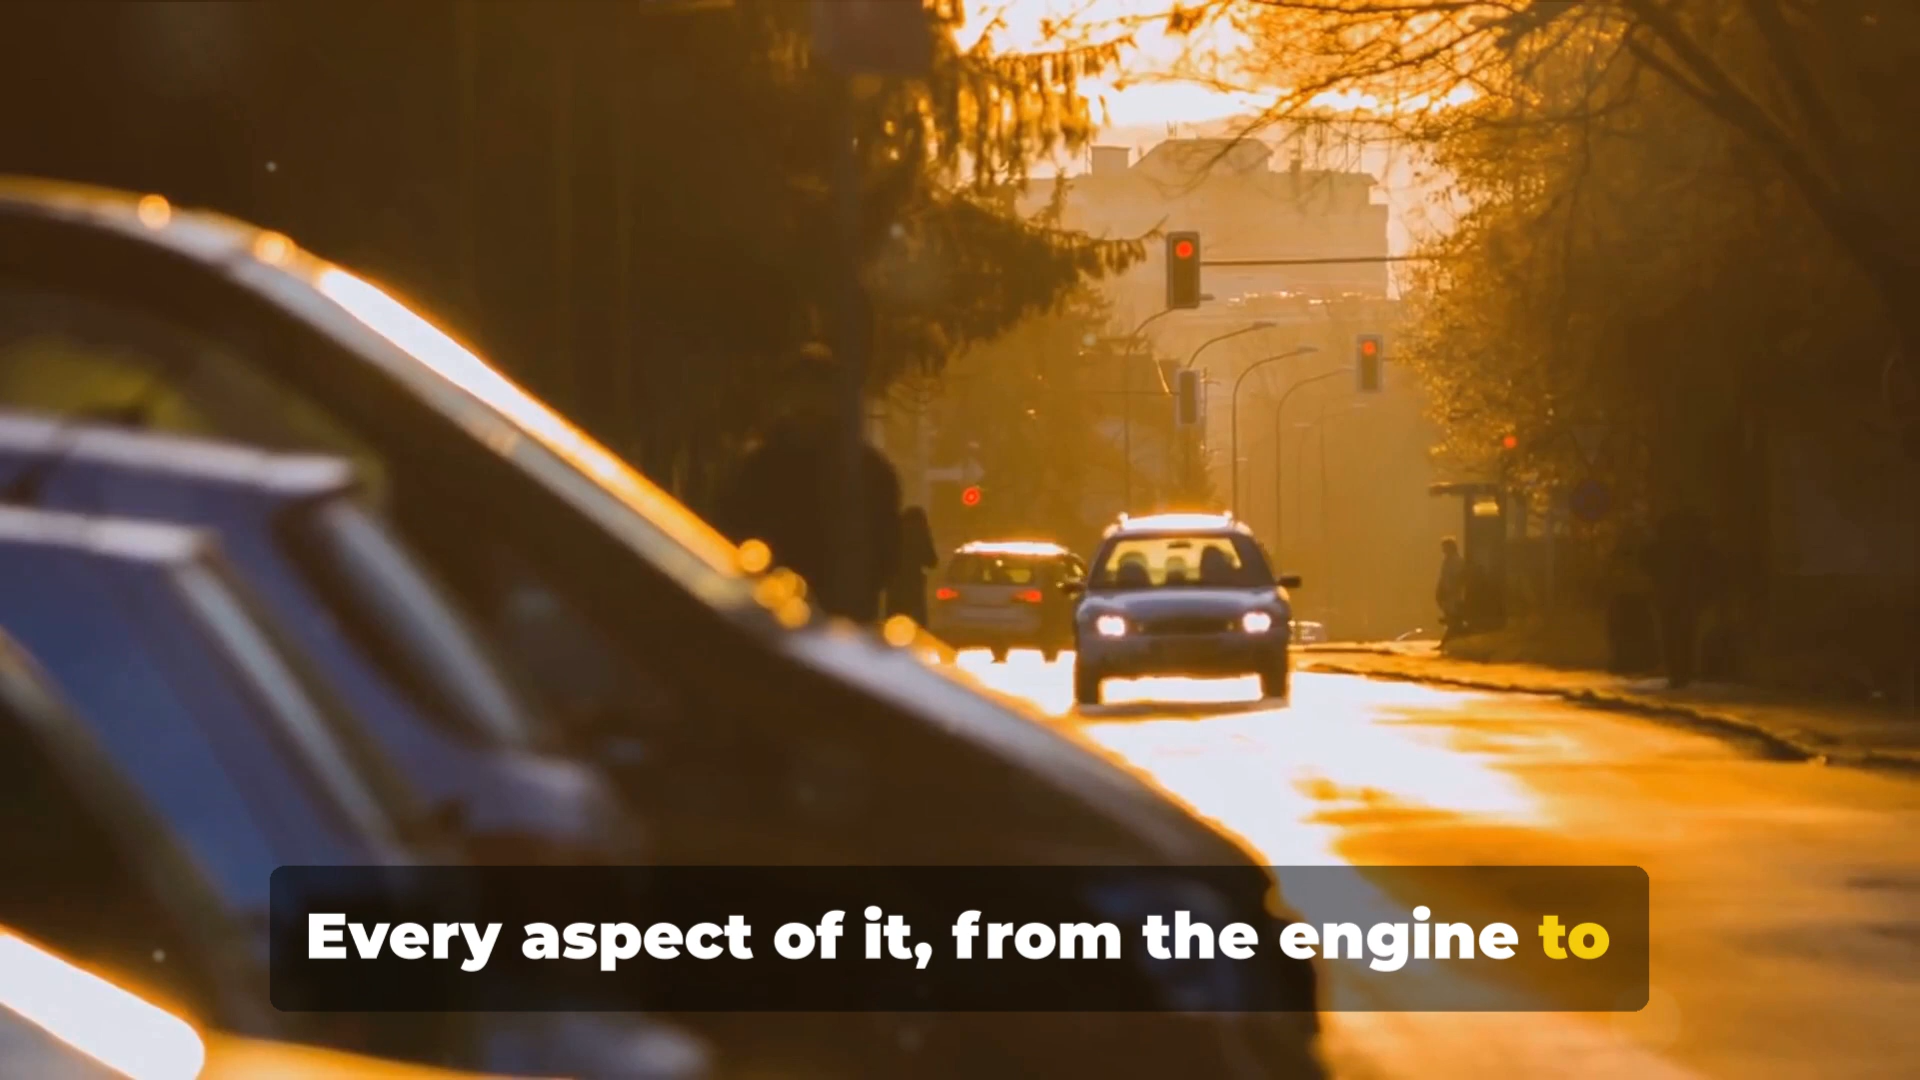 Every aspect of it, from the engine to